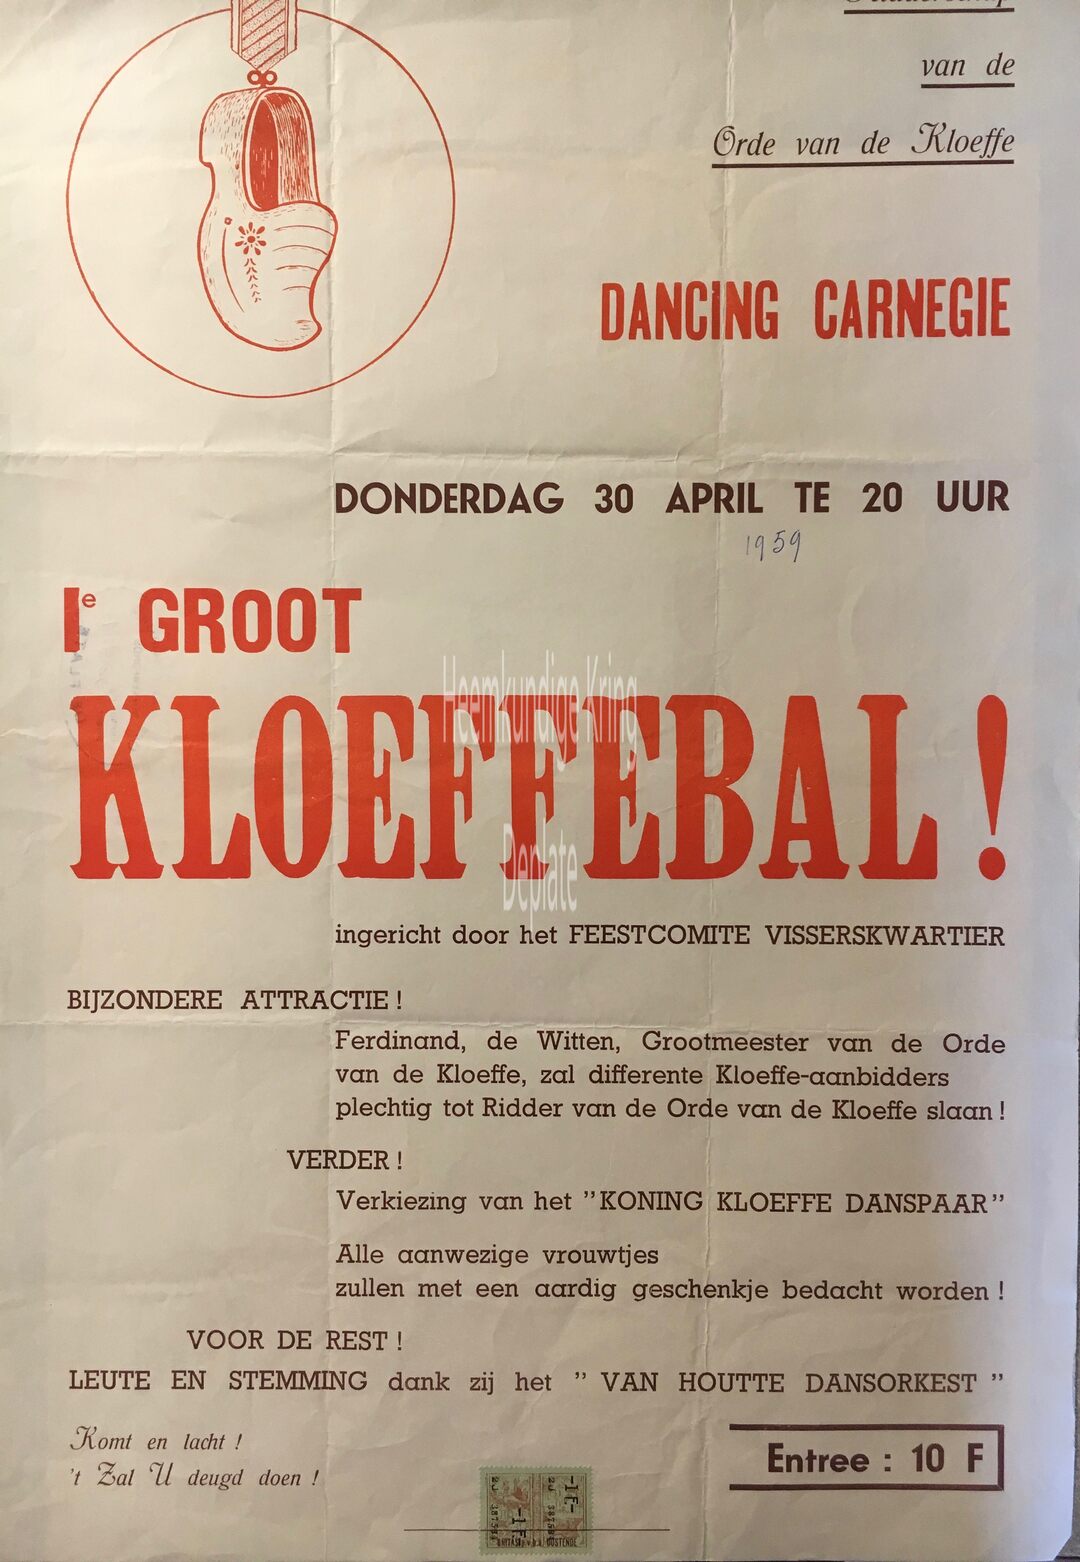 van de
Orde van de Kloeffe
DANCING CARNEGIE
DONDERDAG 30 APRIL TE 20 UUR
1959
Ie GROOT
KLOEFFEBAL !
Heemkundige Kring
Deplate
ingericht door het FEESTCOMITE VISSERSKWARTIER
BIJZONDERE ATTRACTIE !
Ferdinand, de Witten, Grootmeester van de Orde
van de Kloeffe, zal differente Kloeffe-aanbidders
plechtig tot Ridder van de Orde van de Kloeffe slaan !
VERDER !
Verkiezing van het "KONING KLOEFFE DANSPAAR"
Alle aanwezige vrouwtjes
zullen met een aardig geschenkje bedacht worden !
VOOR DE REST !
LEUTE EN STEMMING dank zij het " VAN HOUTTE DANSORKEST "
Komt en lacht !
't Zal U deugd doen !
Entree : 10 F
-1F.-
-1F.-
OOSTENDE